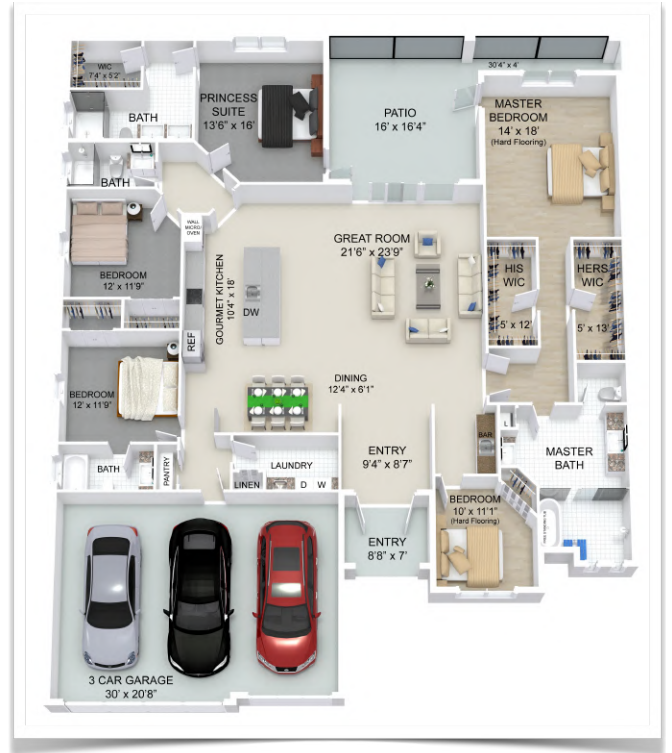 30'4" x 4'
WIC
7'4" x 5'2"
BATH
PRINCESS
SUITE
13'6" x 16'
PATIO
16' x 16'4"
MASTER
BEDROOM
14' x 18'
(Hard Flooring)
BATH
WALL
MICRO
OVEN
BEDROOM
12' x 11'9"
GOURMET KITCHEN
10'4" x 18'
DW
REF
GREAT ROOM
21'6" x 23'9"
HIS
WIC
5' x 12'
HERS
WIC
5' x 13'
BEDROOM
12' x 11'9"
DINING
12'4" x 6'1"
BATH
PANTRY
LAUNDRY
LINEN
D W
ENTRY
9'4" x 8'7"
BAR
L
MASTER
BATH
BEDROOM
10' x 11'1"
(Hard Flooring)
ENTRY
8'8" x 7'
3 CAR GARAGE
30' x 20'8"